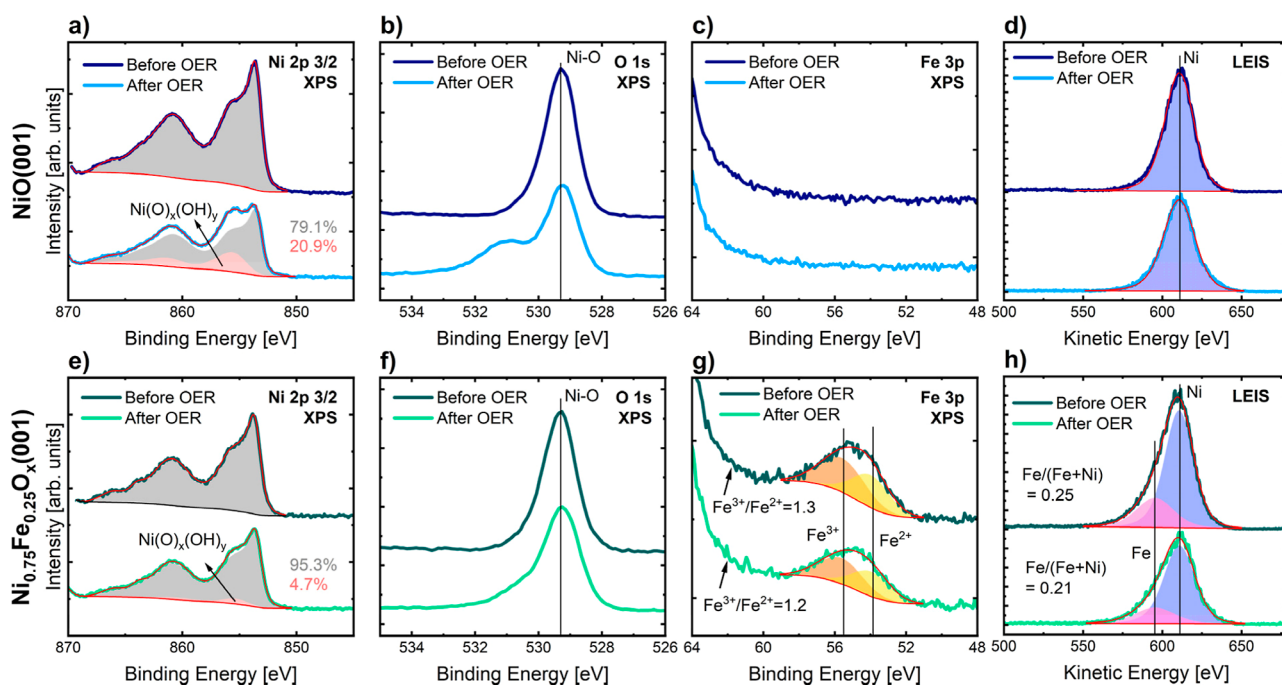 a)
Before OER
After OER
Ni 2p 3/2
XPS
Ni(O)x(OH)y
79.1%
20.9%
870
860
850
Binding Energy [eV]
Intensity [arb. units]
NiO(001)
b)
Before OER
After OER
Ni-O
O 1s
XPS
535
530
526
Binding Energy [eV]
c)
Before OER
After OER
Fe 3p
XPS
64
60
56
52
48
Binding Energy [eV]
d)
Before OER
After OER
Ni
LEIS
500
550
600
650
Kinetic Energy [eV]
e)
Before OER
After OER
Ni 2p 3/2
XPS
Ni(O)x(OH)y
95.3%
4.7%
870
860
850
Binding Energy [eV]
Intensity [arb. units]
Ni0.75Fe0.25Ox(001)
f)
Before OER
After OER
Ni-O
O 1s
XPS
535
530
526
Binding Energy [eV]
g)
Before OER
After OER
Fe 3p
XPS
Fe3+/Fe2+=1.3
Fe3+
Fe2+
Fe3+/Fe2+=1.2
64
60
56
52
48
Binding Energy [eV]
h)
Before OER
After OER
Ni
LEIS
Fe/(Fe+Ni)
= 0.25
Fe
Fe/(Fe+Ni)
= 0.21
500
550
600
650
Kinetic Energy [eV]